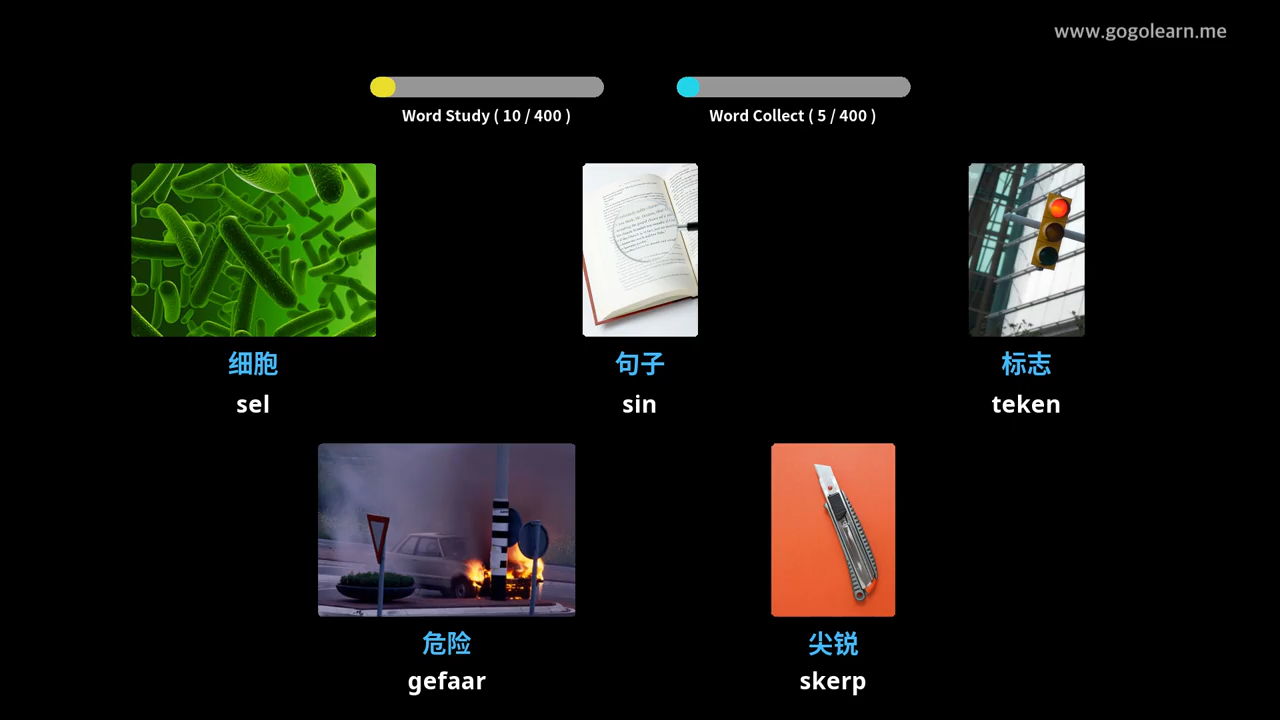 www.gogolearn.me
Word Study ( 10 / 400 )
Word Collect ( 5 / 400 )
细胞
sel
句子
sin
标志
teken
危险
gefaar
尖锐
skerp